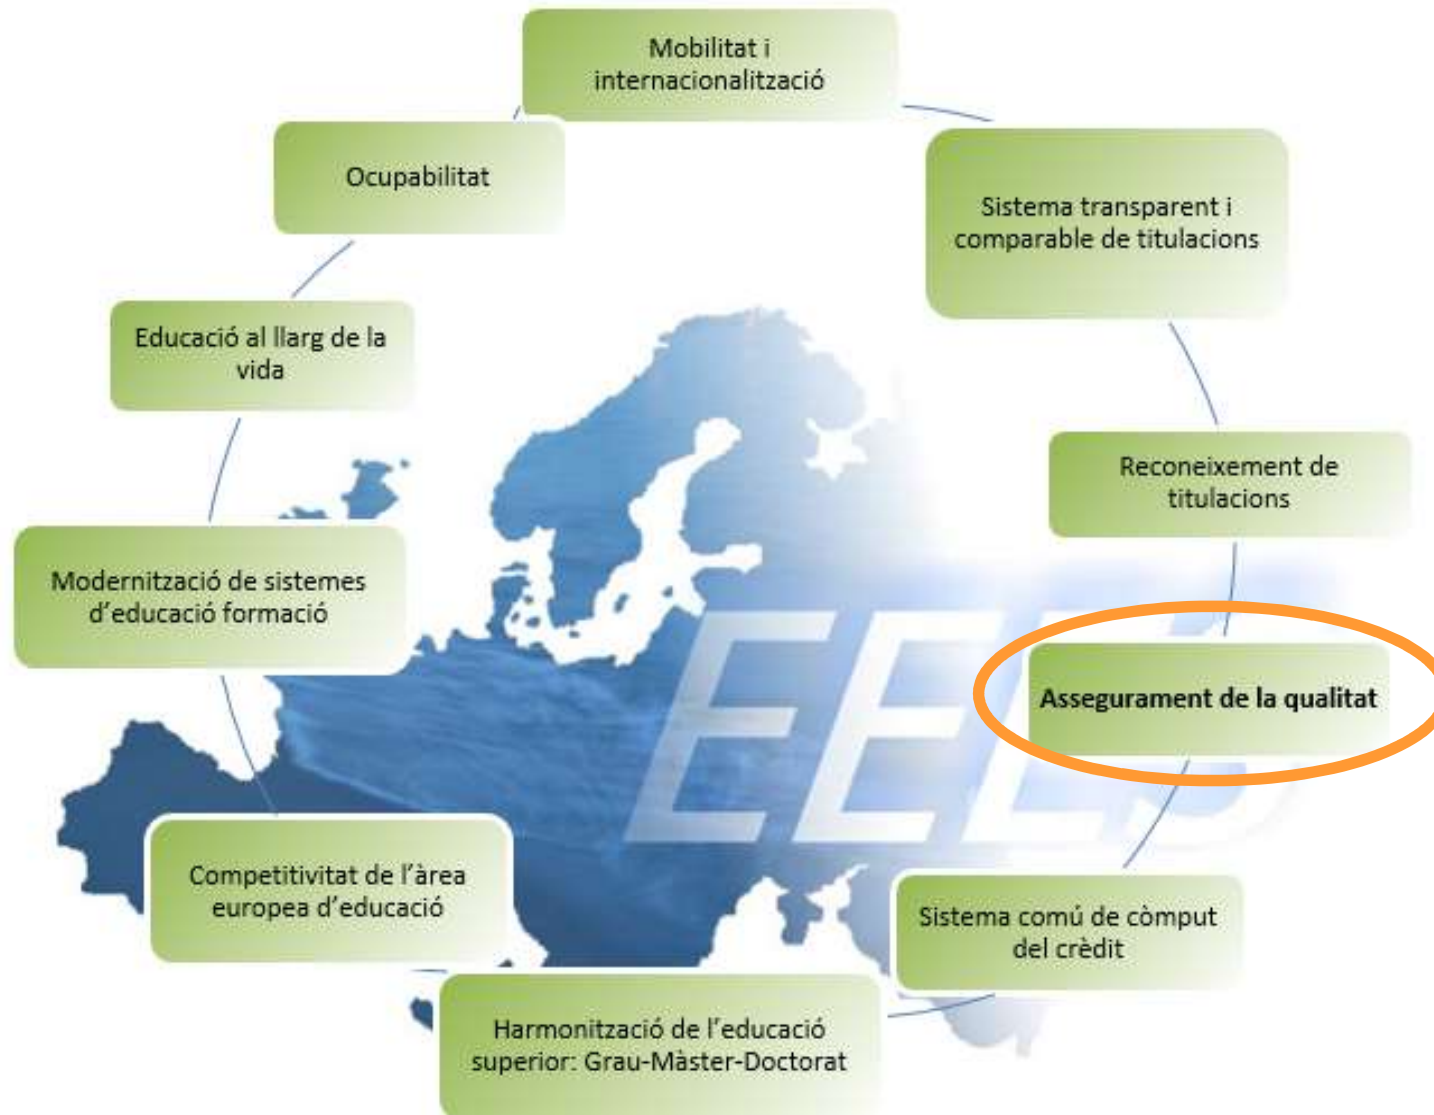 Mobilitat i
internacionalització
Ocupabilitat
Sistema transparent i
comparable de titulacions
Educació al llarg de la
vida
Reconeixement de
titulacions
Modernització de sistemes
d’educació formació
Assegurament de la qualitat
Competitivitat de l’àrea
europea d’educació
Sistema comú de còmput
del crèdit
Harmonització de l’educació
superior: Grau-Màster-Doctorat